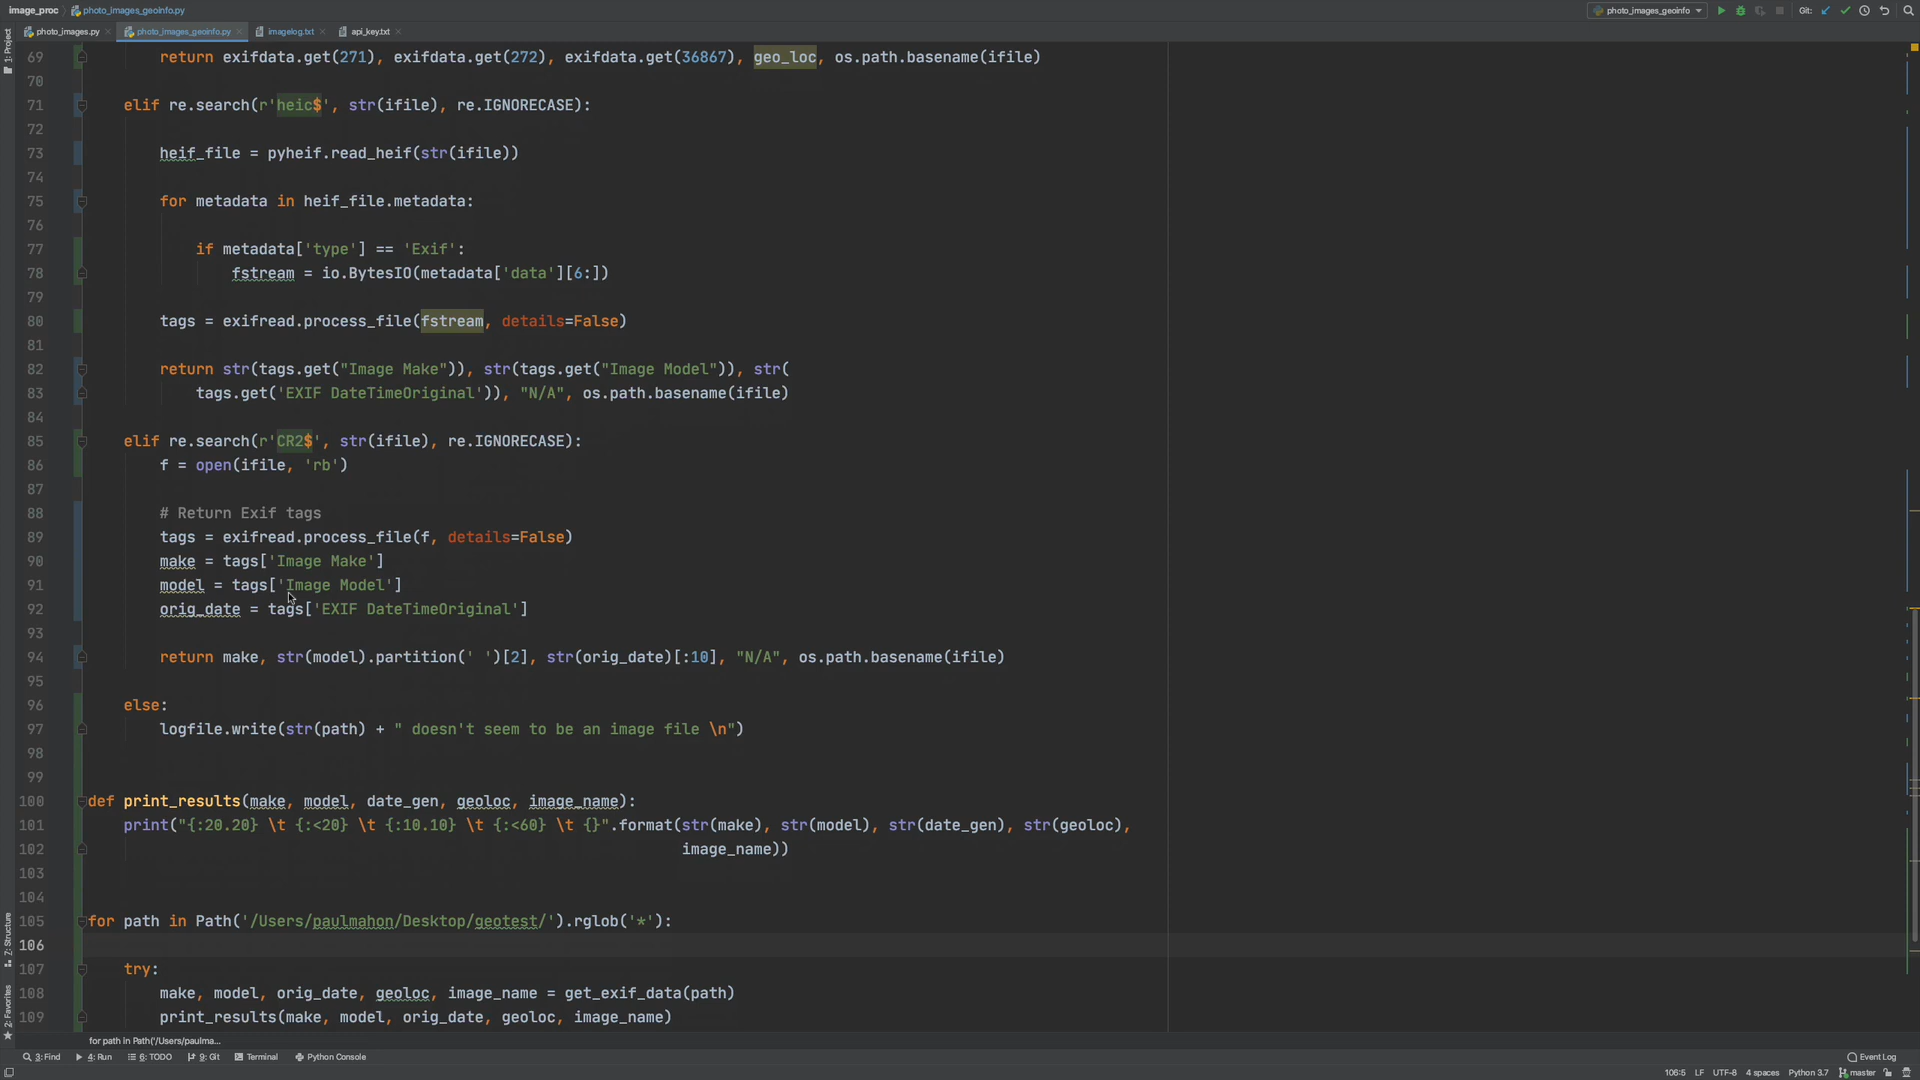 image_proc photo_images_geoinfo.py photo_images_geoinfo Git:
photo_images.py photo_images_geoinfo.py imagelog.txt api_key.txt
1: Project
69 return exifdata.get(271), exifdata.get(272), exifdata.get(36867), geo_loc, os.path.basename(ifile)
70
71 elif re.search(r'heic$', str(ifile), re.IGNORECASE):
72
73 heif_file = pyheif.read_heif(str(ifile))
74
75 for metadata in heif_file.metadata:
76
77 if metadata['type'] == 'Exif':
78 fstream = io.BytesIO(metadata['data'][6:])
79
80 tags = exifread.process_file(fstream, details=False)
81
82 return str(tags.get("Image Make")), str(tags.get("Image Model")), str(
83 tags.get('EXIF DateTimeOriginal')), "N/A", os.path.basename(ifile)
84
85 elif re.search(r'CR2$', str(ifile), re.IGNORECASE):
86 f = open(ifile, 'rb')
87
88 # Return Exif tags
89 tags = exifread.process_file(f, details=False)
90 make = tags['Image Make']
91 model = tags['Image Model']
92 orig_date = tags['EXIF DateTimeOriginal']
93
94 return make, str(model).partition(' ')[2], str(orig_date)[:10], "N/A", os.path.basename(ifile)
95
96 else:
97 logfile.write(str(path) + " doesn't seem to be an image file \n")
98
99
100 def print_results(make, model, date_gen, geoloc, image_name):
101 print("{:20.20} \t {:<20} \t {:10.10} \t {:<60} \t {}".format(str(make), str(model), str(date_gen), str(geoloc),
102 image_name))
103
104
105 for path in Path('/Users/paulmahon/Desktop/geotest/').rglob('*'):
106
107 try:
108 make, model, orig_date, geoloc, image_name = get_exif_data(path)
109 print_results(make, model, orig_date, geoloc, image_name)
7: Structure
2: Favorites
for path in Path('/Users/paulma...
3: Find 4: Run 6: TODO 9: Git Terminal Python Console Event Log
106:5 LF UTF-8 4 spaces Python 3.7 master